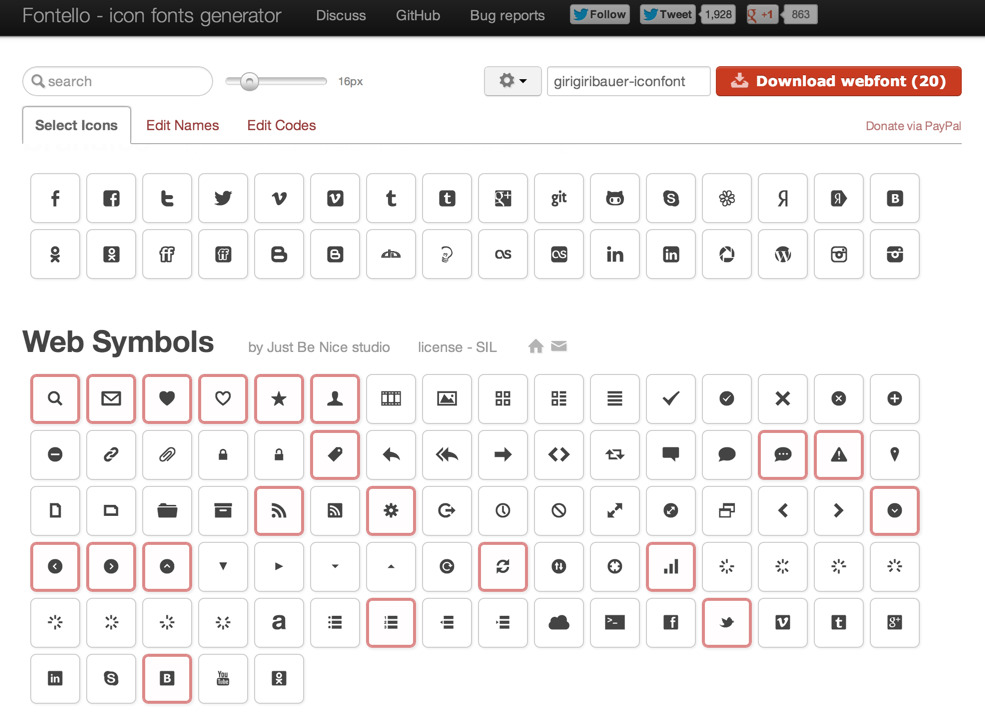 Fontello - icon fonts generator Discuss GitHub Bug reports Follow Tweet 1,928 +1 863
search 16px girigiribauer-iconfont Download webfont (20)
Select Icons Edit Names Edit Codes Donate via PayPal
Web Symbols by Just Be Nice studio license - SIL